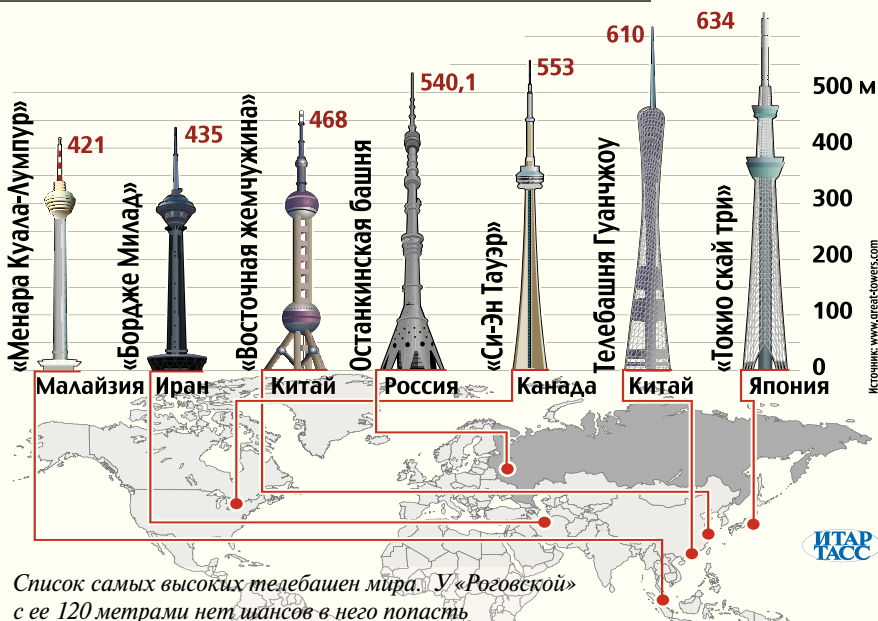 «Менара Куала-Лумпур»
421
«Бордже Милад»
435
«Восточная жемчужина»
468
Останкинская башня
540,1
«Си-Эн Тауэр»
553
Телебашня Гуанчжоу
610
«Токио скай три»
634
500 м
400
300
200
100
0
Источник: www.great-towers.com
Малайзия
Иран
Китай
Россия
Канада
Китай
Япония
ИТАР
ТАСС
Список самых высоких телебашен мира. У «Роговской»
с ее 120 метрами нет шансов в него попасть